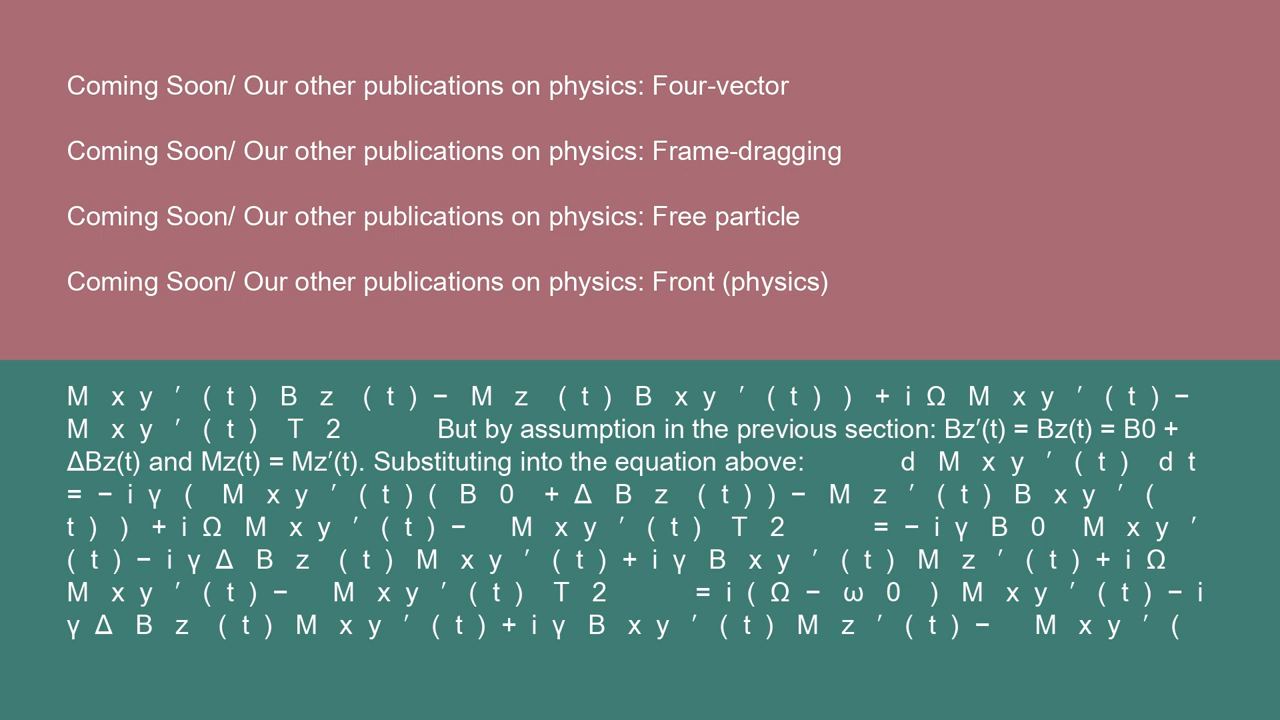 Coming Soon/ Our other publications on physics: Four-vector
Coming Soon/ Our other publications on physics: Frame-dragging
Coming Soon/ Our other publications on physics: Free particle
Coming Soon/ Our other publications on physics: Front (physics)
M x y ′ ( t ) B z ( t ) − M z ( t ) B x y ′ ( t ) ) + i Ω M x y ′ ( t ) −
M x y ′ ( t ) T 2 But by assumption in the previous section: Bz′(t) = Bz(t) = B0 +
ΔBz(t) and Mz(t) = Mz′(t). Substituting into the equation above: d M x y ′ ( t ) d t
= − i γ ( M x y ′ ( t ) ( B 0 + Δ B z ( t ) ) − M z ′ ( t ) B x y ′ (
t ) ) + i Ω M x y ′ ( t ) − M x y ′ ( t ) T 2 = − i γ B 0 M x y ′
( t ) − i γ Δ B z ( t ) M x y ′ ( t ) + i γ B x y ′ ( t ) M z ′ ( t ) + i Ω
M x y ′ ( t ) − M x y ′ ( t ) T 2 = i ( Ω − ω 0 ) M x y ′ ( t ) − i
γ Δ B z ( t ) M x y ′ ( t ) + i γ B x y ′ ( t ) M z ′ ( t ) − M x y ′ (